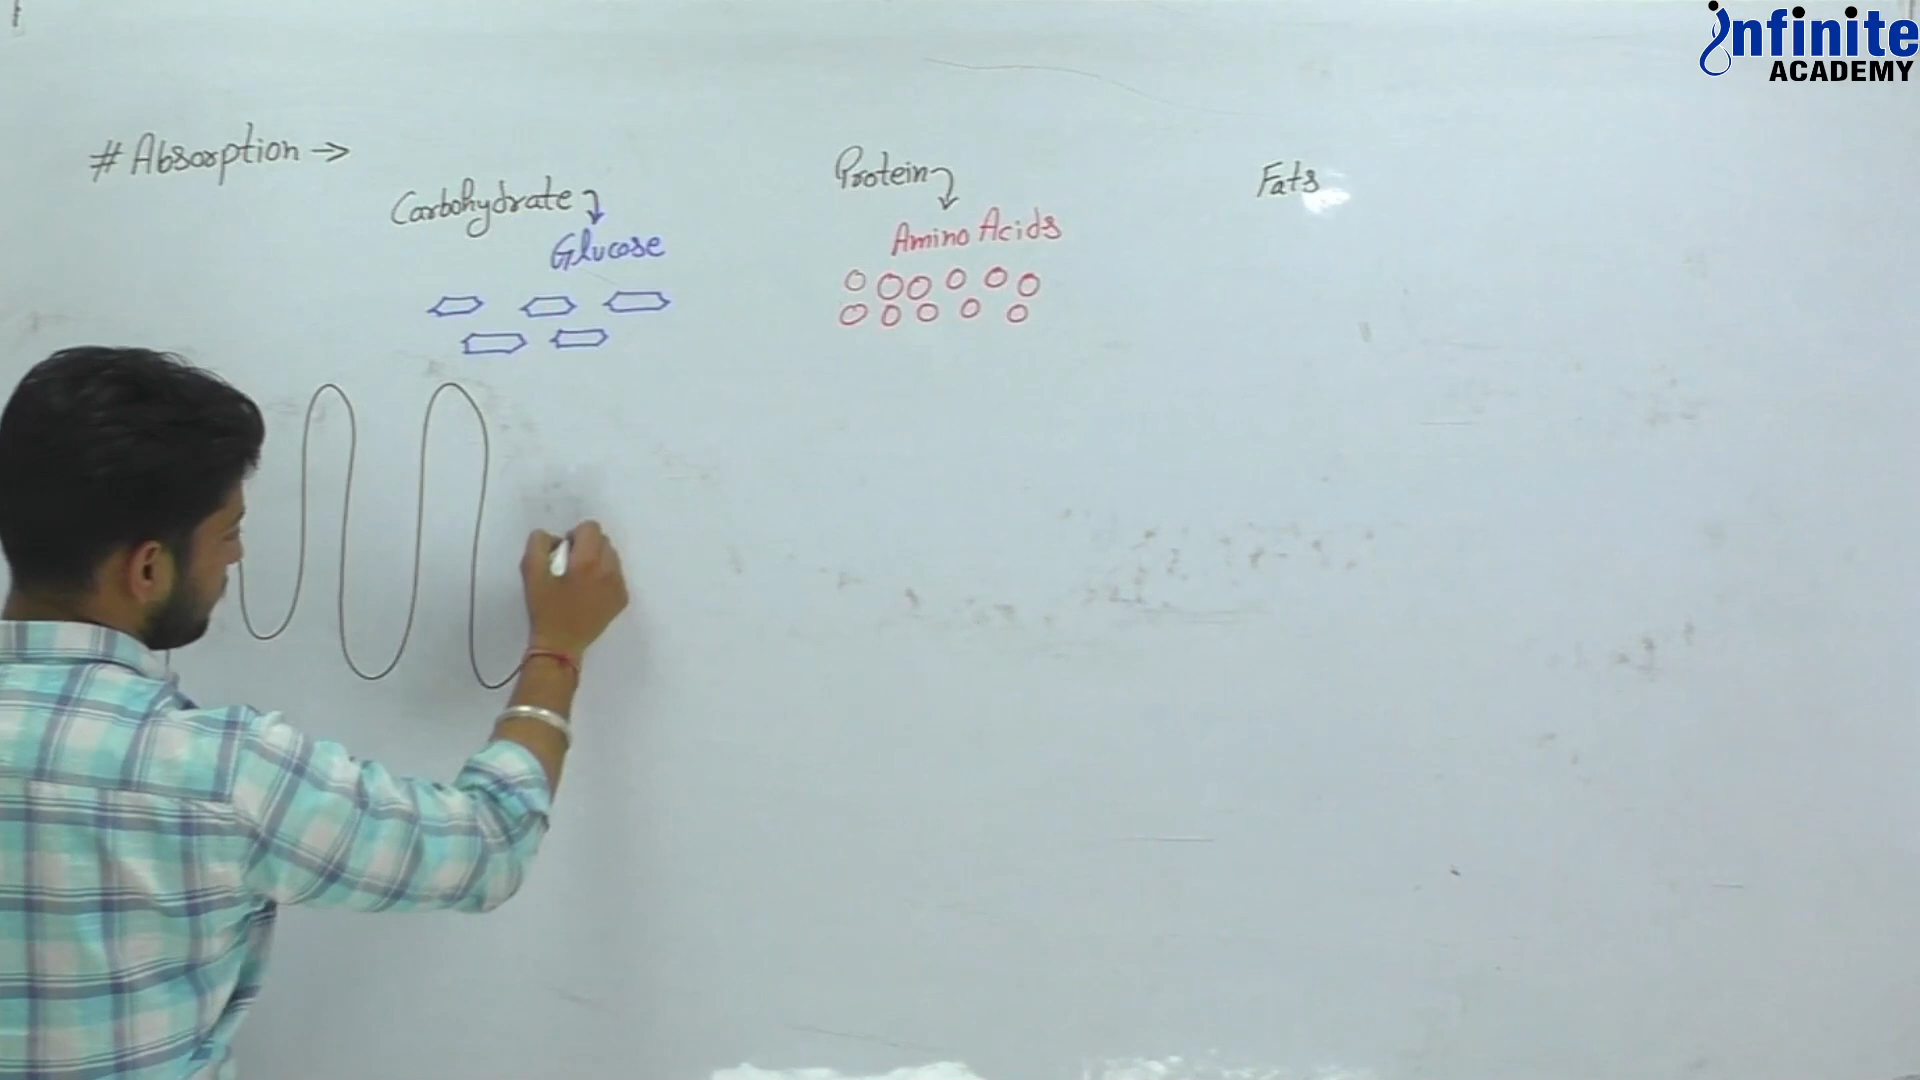 infinite
ACADEMY
# Absorption →
Carbohydrate
Glucose
Protein
Amino Acids
Fats